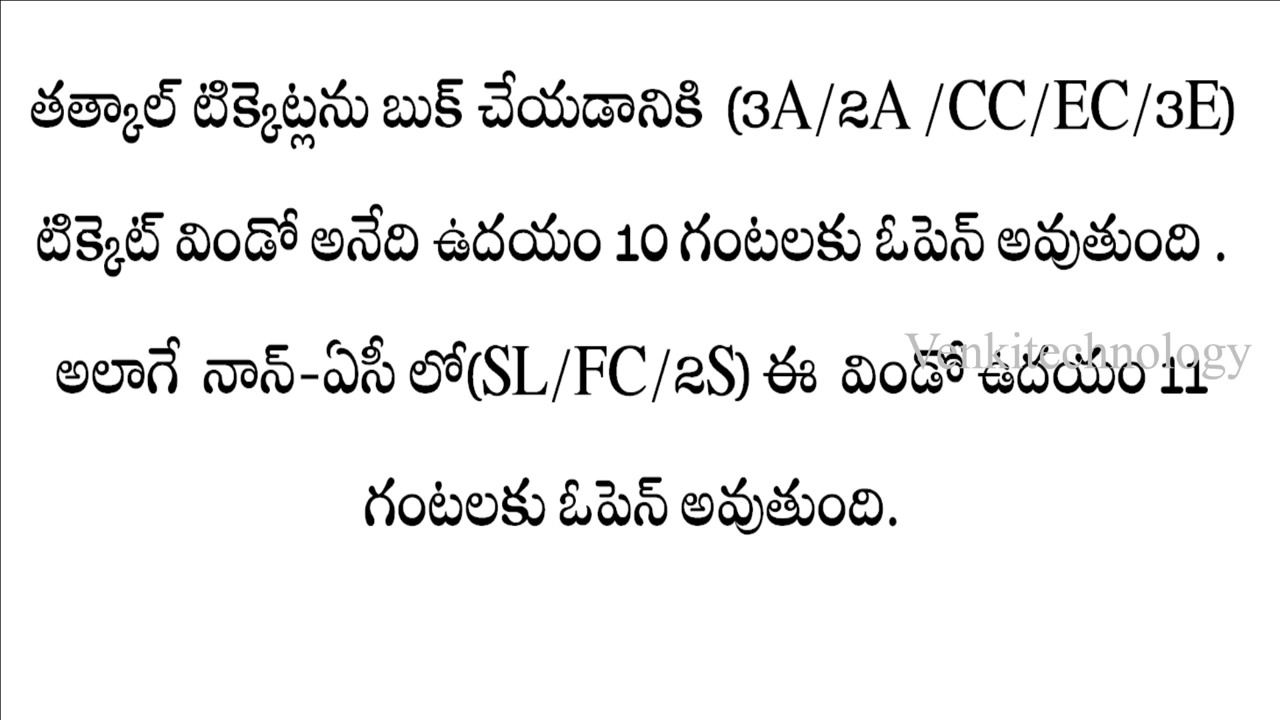 తత్కాల్ టిక్కెట్లను బుక్ చేయడానికి (3A/2A /CC/EC/3E)
టిక్కెట్ విండో అనేది ఉదయం 10 గంటలకు ఓపెన్ అవుతుంది .
Venkitechnology
అలాగే నాన్-ఏసీ లో(SL/FC/2S) ఈ విండో ఉదయం 11
గంటలకు ఓపెన్ అవుతుంది.